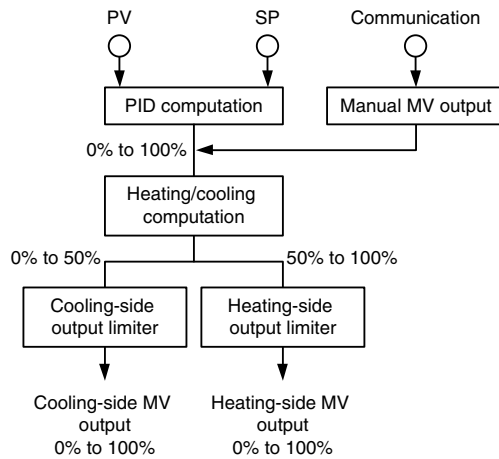 PV
SP
Communication
PID computation
Manual MV output
0% to 100%
Heating/cooling
computation
0% to 50%
50% to 100%
Cooling-side
output limiter
Heating-side
output limiter
Cooling-side MV
output
0% to 100%
Heating-side MV
output
0% to 100%